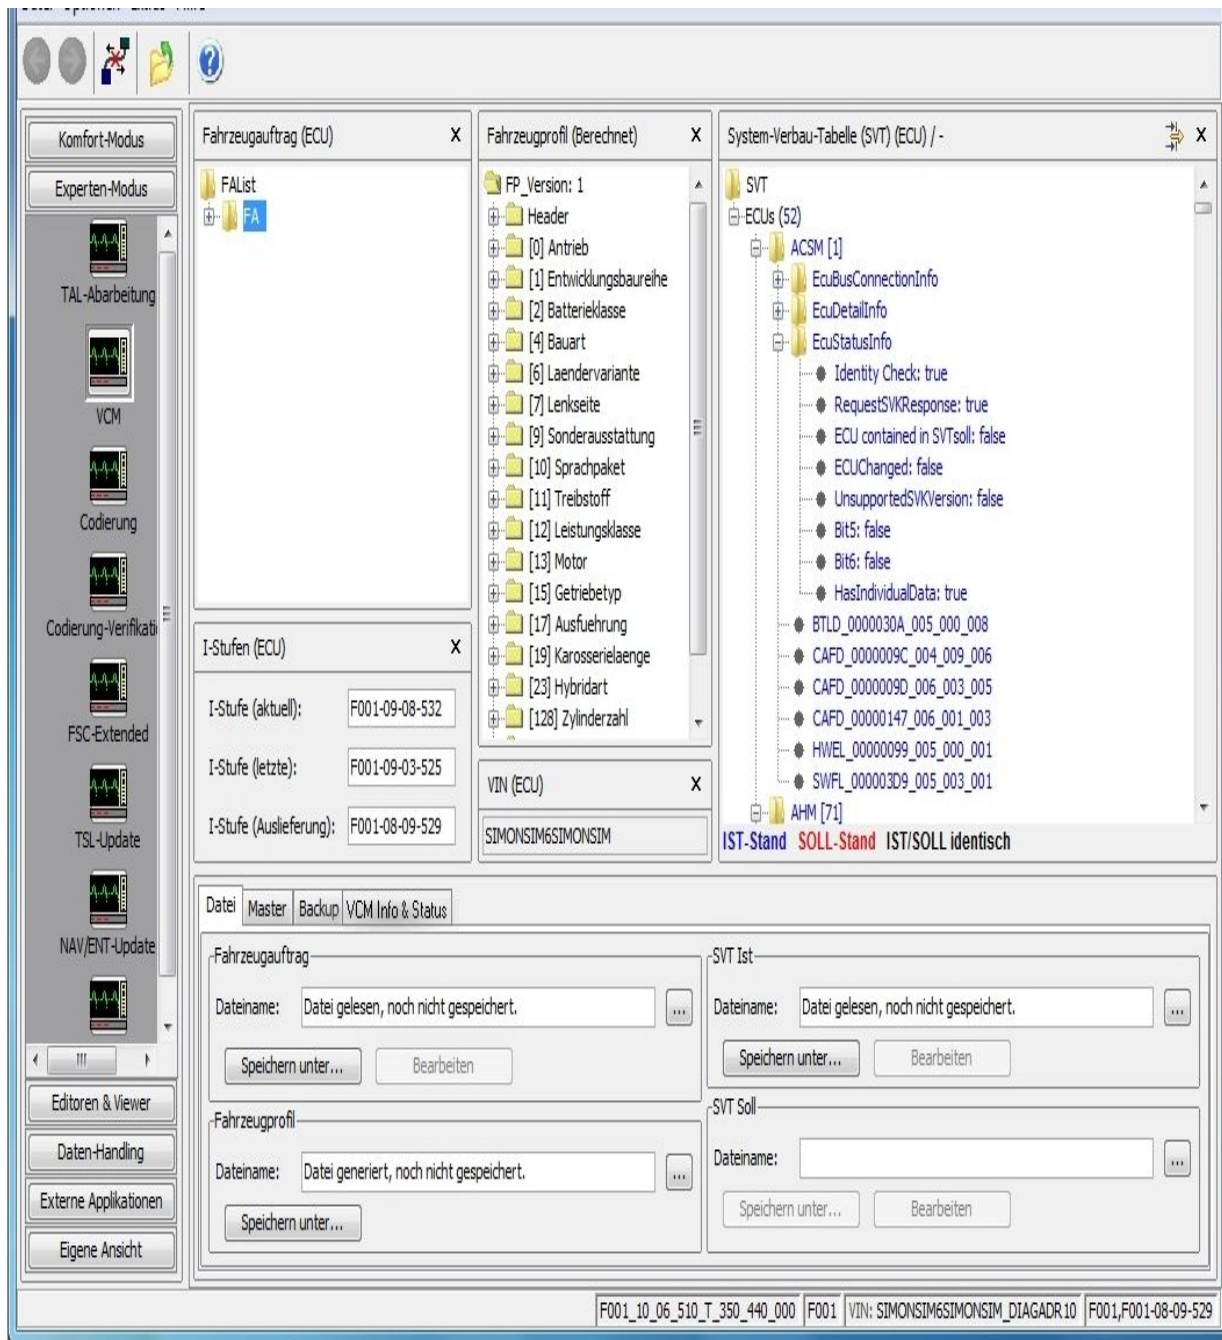 Komfort-Modus
Experten-Modus
TAL-Abarbeitung
VCM
Codierung
Codierung-Verifikati
FSC-Extended
TSL-Update
NAV/ENT-Update
Editoren & Viewer
Daten-Handling
Externe Applikationen
Eigene Ansicht
Fahrzeugauftrag (ECU) X
FAList
FA
I-Stufen (ECU) X
I-Stufe (aktuell): F001-09-08-532
I-Stufe (letzte): F001-09-03-525
I-Stufe (Auslieferung): F001-08-09-529
Fahrzeugprofil (Berechnet) X
FP_Version: 1
Header
[0] Antrieb
[1] Entwicklungsbaureihe
[2] Batterieklasse
[4] Bauart
[6] Laendervariante
[7] Lenkseite
[9] Sonderausstattung
[10] Sprachpaket
[11] Treibstoff
[12] Leistungsklasse
[13] Motor
[15] Getriebetyp
[17] Ausfuehrung
[19] Karosserielaenge
[23] Hybridart
[128] Zylinderzahl
VIN (ECU) X
SIMONSIM6SIMONSIM
System-Verbau-Tabelle (SVT) (ECU) / - X
SVT
ECUs (52)
ACSM [1]
EcuBusConnectionInfo
EcuDetailInfo
EcuStatusInfo
Identity Check: true
RequestSVKResponse: true
ECU contained in SVTsoll: false
ECUChanged: false
UnsupportedSVKVersion: false
Bit5: false
Bit6: false
HasIndividualData: true
BTLD_0000030A_005_000_008
CAFD_0000009C_004_009_006
CAFD_0000009D_006_003_005
CAFD_00000147_006_001_003
HWEL_00000099_005_000_001
SWFL_000003D9_005_003_001
AHM [71]
IST-Stand SOLL-Stand IST/SOLL identisch
Datei Master Backup VCM Info & Status
Fahrzeugauftrag
Dateiname: Datei gelesen, noch nicht gespeichert. ...
Speichern unter... Bearbeiten
Fahrzeugprofil
Dateiname: Datei generiert, noch nicht gespeichert. ...
Speichern unter...
SVT Ist
Dateiname: Datei gelesen, noch nicht gespeichert. ...
Speichern unter... Bearbeiten
SVT Soll
Dateiname: ...
Speichern unter... Bearbeiten
F001_10_06_510_T_350_440_000 F001 VIN: SIMONSIM6SIMONSIM_DIAGADR10 F001,F001-08-09-529